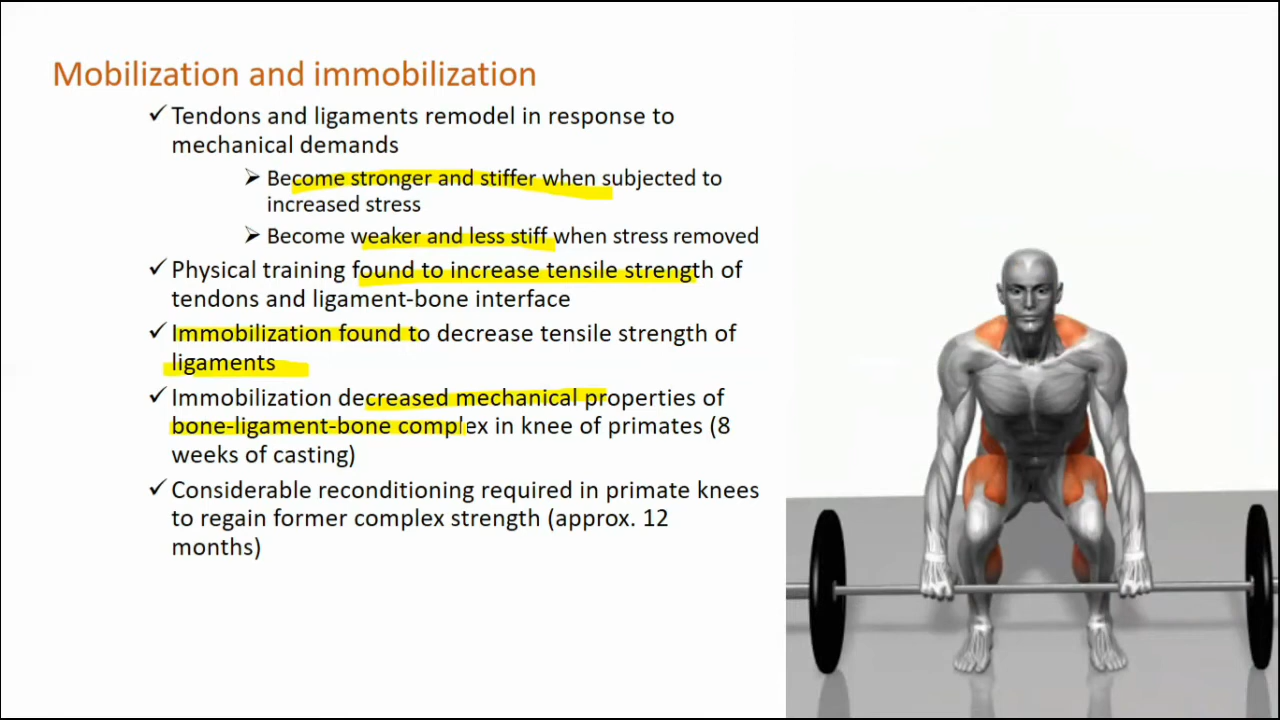 Mobilization and immobilization
✓ Tendons and ligaments remodel in response to
mechanical demands
➢ Become stronger and stiffer when subjected to
increased stress
➢ Become weaker and less stiff when stress removed
✓ Physical training found to increase tensile strength of
tendons and ligament-bone interface
✓ Immobilization found to decrease tensile strength of
ligaments
✓ Immobilization decreased mechanical properties of
bone-ligament-bone complex in knee of primates (8
weeks of casting)
✓ Considerable reconditioning required in primate knees
to regain former complex strength (approx. 12
months)